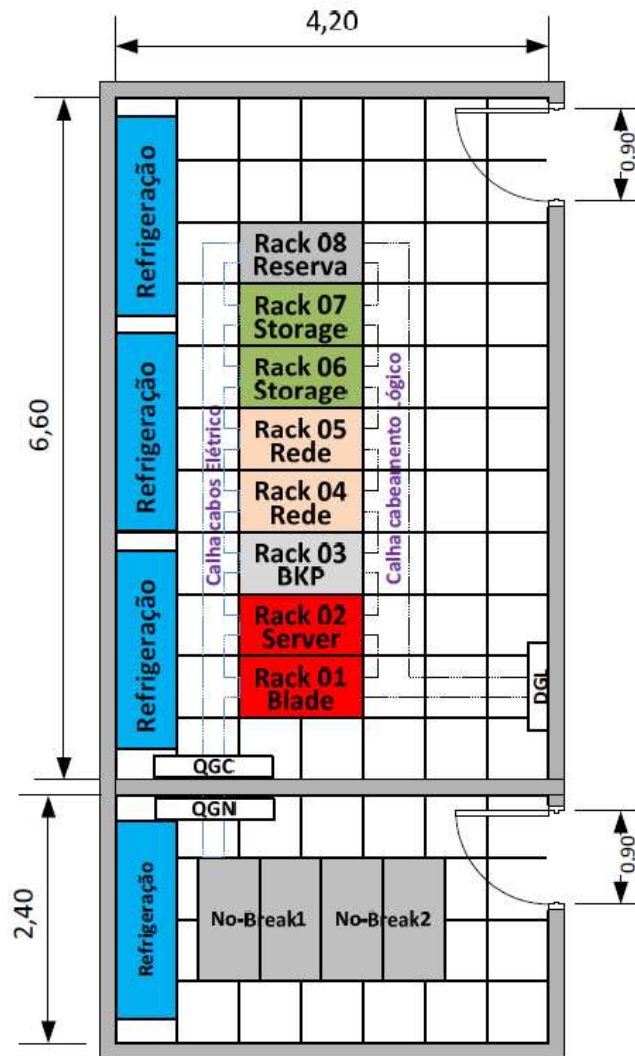 4,20
0.90
Refrigeração
Rack 08
Reserva
Rack 07
Storage
6,60
Refrigeração
Calha cabos Elétrico
Rack 06
Storage
Calha cabeamento Lógico
Rack 05
Rede
Rack 04
Rede
Rack 03
BKP
Refrigeração
Rack 02
Server
Rack 01
Blade
DGL
QGC
QGN
0.90
2,40
Refrigeração
No-Break1
No-Break2